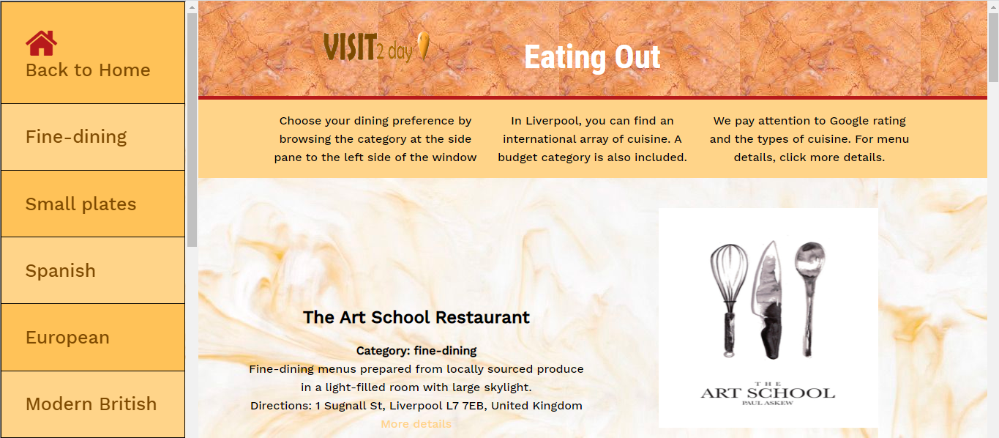 Back to Home
Fine-dining
Small plates
Spanish
European
Modern British
VISIT2 day
Eating Out
Choose your dining preference by
browsing the category at the side
pane to the left side of the window
In Liverpool, you can find an
international array of cuisine. A
budget category is also included.
We pay attention to Google rating
and the types of cuisine. For menu
details, click more details.
The Art School Restaurant
Category: fine-dining
Fine-dining menus prepared from locally sourced produce
in a light-filled room with large skylight.
Directions: 1 Sugnall St, Liverpool L7 7EB, United Kingdom
More details
THE
ART SCHOOL
PAUL ASKEW